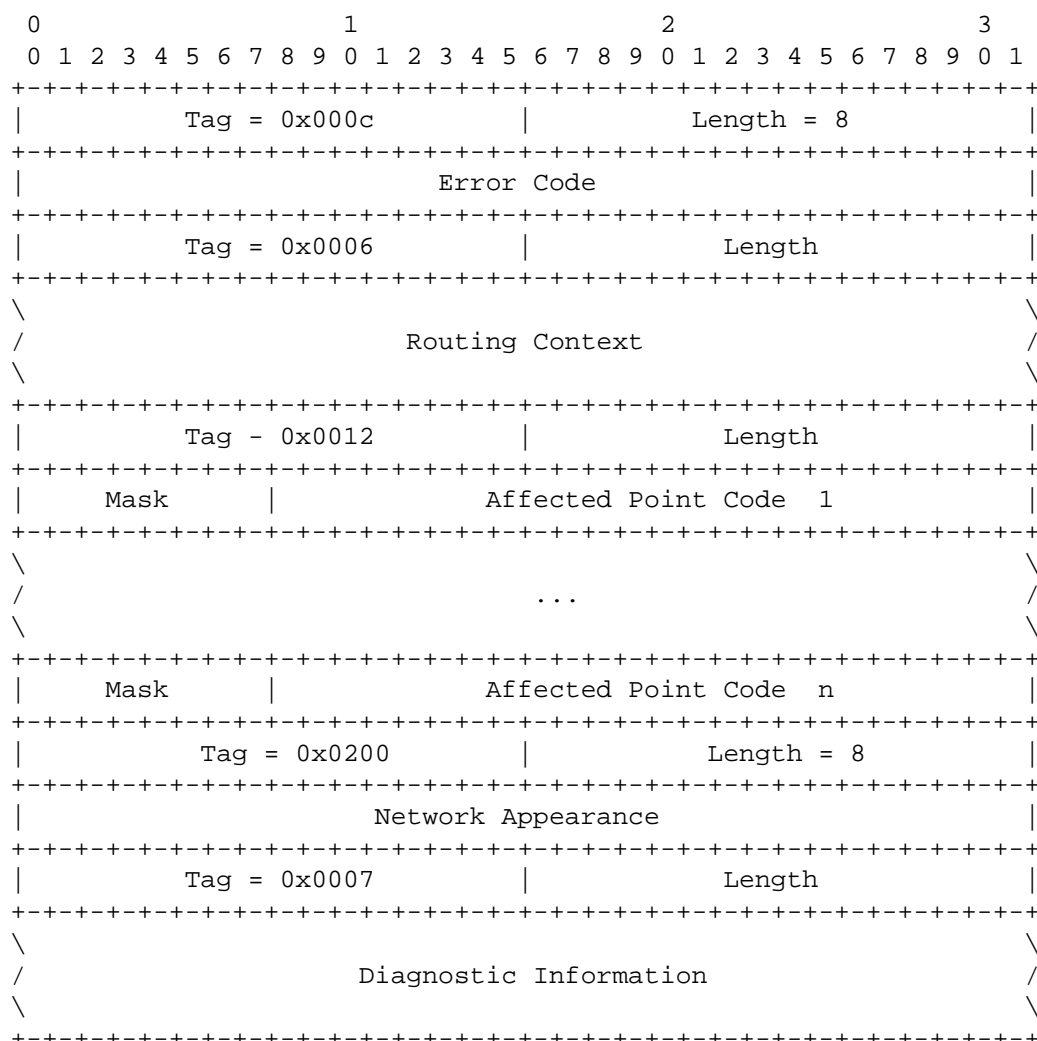 0                   1                   2                   3
 0 1 2 3 4 5 6 7 8 9 0 1 2 3 4 5 6 7 8 9 0 1 2 3 4 5 6 7 8 9 0 1
+-+-+-+-+-+-+-+-+-+-+-+-+-+-+-+-+-+-+-+-+-+-+-+-+-+-+-+-+-+-+-+-+
|          Tag = 0x000c         |          Length = 8           |
+-+-+-+-+-+-+-+-+-+-+-+-+-+-+-+-+-+-+-+-+-+-+-+-+-+-+-+-+-+-+-+-+
|                          Error Code                           |
+-+-+-+-+-+-+-+-+-+-+-+-+-+-+-+-+-+-+-+-+-+-+-+-+-+-+-+-+-+-+-+-+
|          Tag = 0x0006         |            Length             |
+-+-+-+-+-+-+-+-+-+-+-+-+-+-+-+-+-+-+-+-+-+-+-+-+-+-+-+-+-+-+-+-+
\                                                               \
/                        Routing Context                        /
\                                                               \
+-+-+-+-+-+-+-+-+-+-+-+-+-+-+-+-+-+-+-+-+-+-+-+-+-+-+-+-+-+-+-+-+
|          Tag - 0x0012         |            Length             |
+-+-+-+-+-+-+-+-+-+-+-+-+-+-+-+-+-+-+-+-+-+-+-+-+-+-+-+-+-+-+-+-+
|     Mask      |             Affected Point Code  1            |
+-+-+-+-+-+-+-+-+-+-+-+-+-+-+-+-+-+-+-+-+-+-+-+-+-+-+-+-+-+-+-+-+
\                                                               \
/                                ...                            /
\                                                               \
+-+-+-+-+-+-+-+-+-+-+-+-+-+-+-+-+-+-+-+-+-+-+-+-+-+-+-+-+-+-+-+-+
|     Mask      |             Affected Point Code  n            |
+-+-+-+-+-+-+-+-+-+-+-+-+-+-+-+-+-+-+-+-+-+-+-+-+-+-+-+-+-+-+-+-+
|           Tag = 0x0200        |           Length = 8          |
+-+-+-+-+-+-+-+-+-+-+-+-+-+-+-+-+-+-+-+-+-+-+-+-+-+-+-+-+-+-+-+-+
|                      Network Appearance                       |
+-+-+-+-+-+-+-+-+-+-+-+-+-+-+-+-+-+-+-+-+-+-+-+-+-+-+-+-+-+-+-+-+
|          Tag = 0x0007         |            Length             |
+-+-+-+-+-+-+-+-+-+-+-+-+-+-+-+-+-+-+-+-+-+-+-+-+-+-+-+-+-+-+-+-+
\                                                               \
/                     Diagnostic Information                    /
\                                                               \
+-+-+-+-+-+-+-+-+-+-+-+-+-+-+-+-+-+-+-+-+-+-+-+-+-+-+-+-+-+-+-+-+